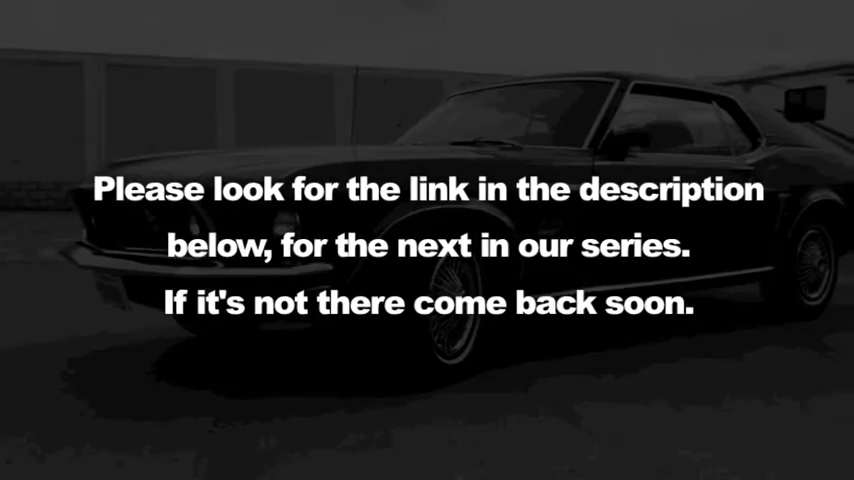 Please look for the link in the description
below, for the next in our series.
If it's not there come back soon.